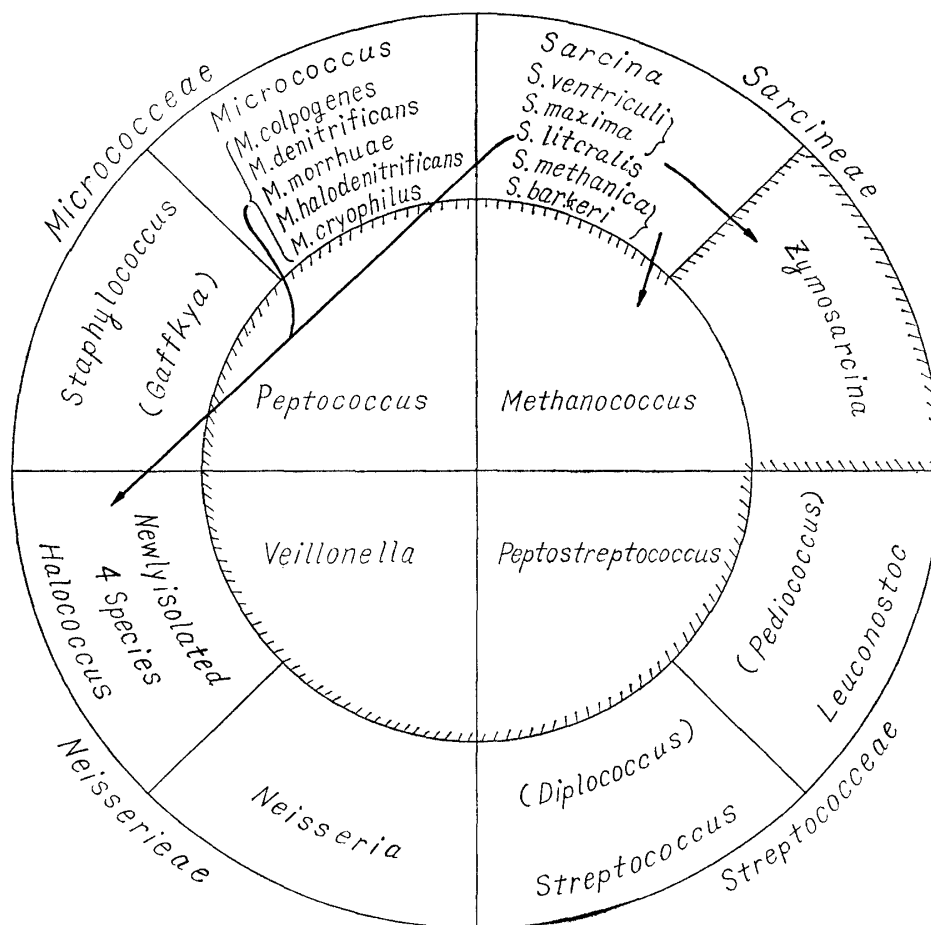 Micrococceae
Micrococcus
M.colpogenes
M.denitrificans
M.morrhuae
M.halodenitrificans
M.cryophilus
Sarcina
S.ventriculi
S.maxima
S.litcralis
S.methanica
S.barkeri
Sarcineae
Staphylococcus
(Gaffkya)
Zymosarcina
Peptococcus
Methanococcus
Veillonella
Peptostreptococcus
Halococcus
Newly isolated
4 Species
(Pediococcus)
Leuconostoc
Neisseria
(Diplococcus)
Streptococcus
Neisserieae
Streptococceae